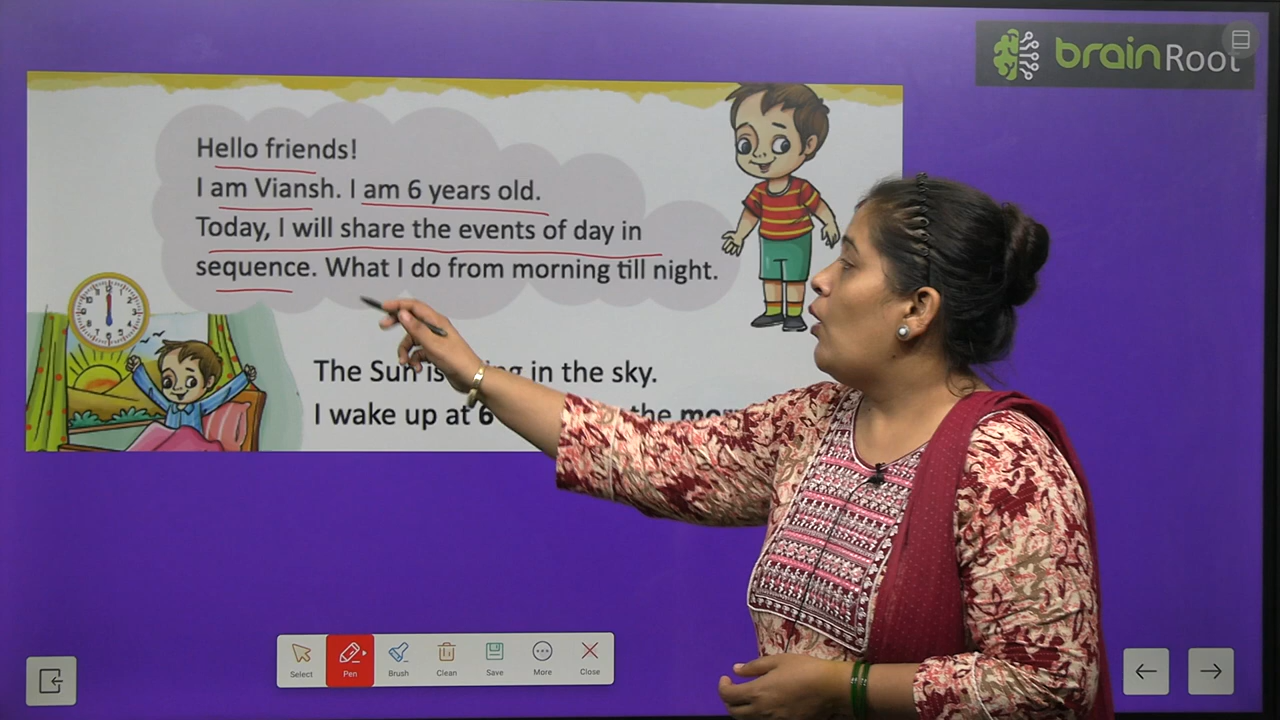 brainRoot
Hello friends!
I am Viansh. I am 6 years old.
Today, I will share the events of day in
sequence. What I do from morning till night.
The Sun is in the sky.
I wake up at 6 the
Select Pen Brush Clean Save More Close